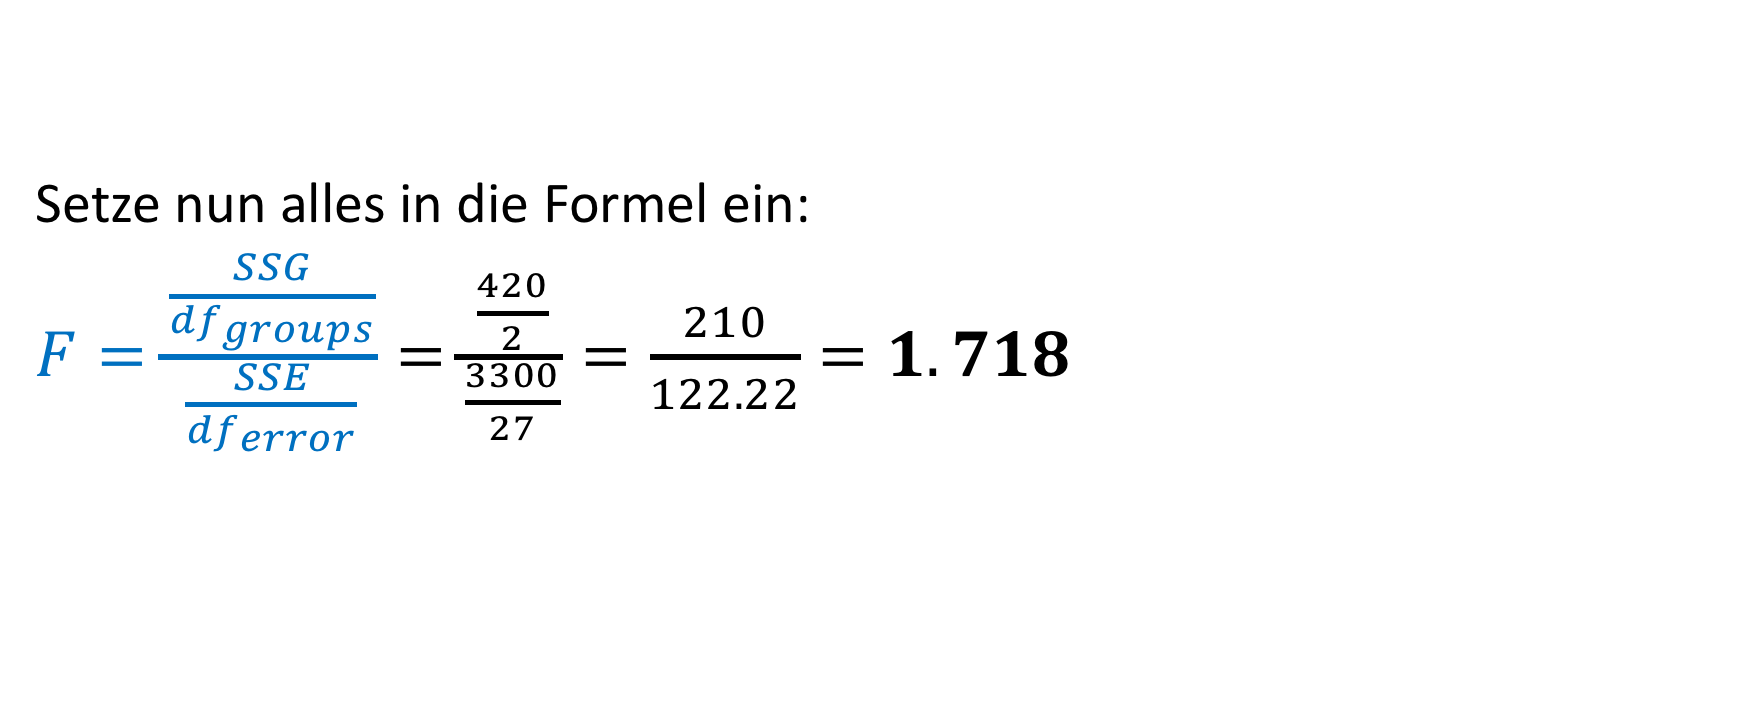 Setze nun alles in die Formel ein:
F = (SSG / df_groups) / (SSE / df_error) = (420 / 2) / (3300 / 27) = 210 / 122.22 = 1.718